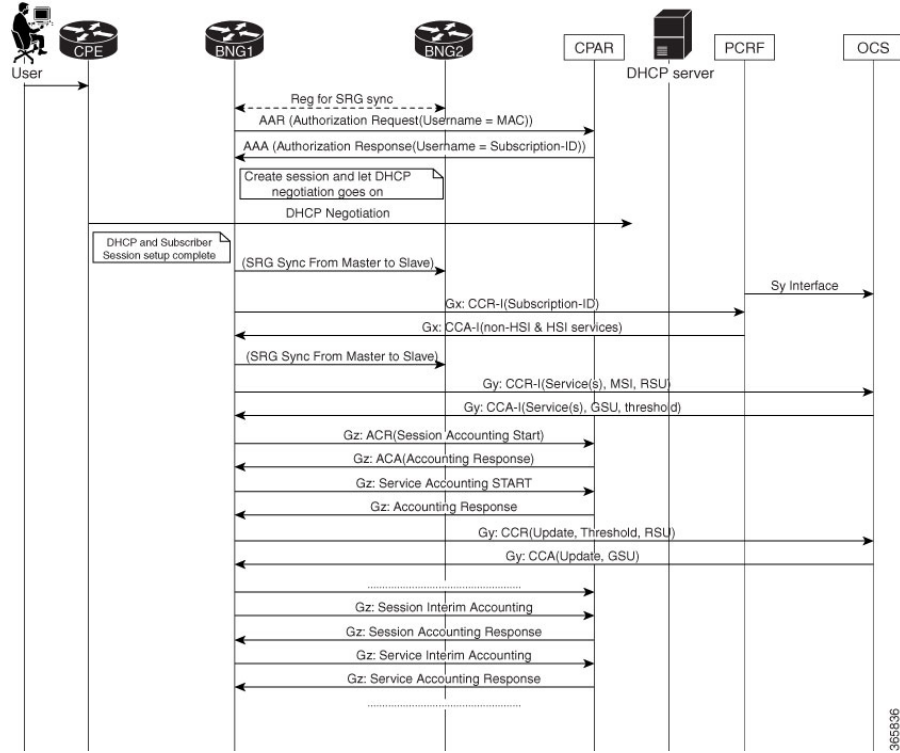 User
CPE
BNG1
BNG2
CPAR
DHCP server
PCRF
OCS
Reg for SRG sync
AAR (Authorization Request(Username = MAC))
AAA (Authorization Response(Username = Subscription-ID))
Create session and let DHCP
negotiation goes on
DHCP Negotiation
DHCP and Subscriber
Session setup complete
(SRG Sync From Master to Slave)
Sy Interface
Gx: CCR-I(Subscription-ID)
Gx: CCA-I(non-HSI & HSI services)
(SRG Sync From Master to Slave)
Gy: CCR-I(Service(s), MSI, RSU)
Gy: CCA-I(Service(s), GSU, threshold)
Gz: ACR(Session Accounting Start)
Gz: ACA(Accounting Response)
Gz: Service Accounting START
Gz: Accounting Response
Gy: CCR(Update, Threshold, RSU)
Gy: CCA(Update, GSU)
Gz: Session Interim Accounting
Gz: Session Accounting Response
Gz: Service Interim Accounting
Gz: Service Accounting Response
365836